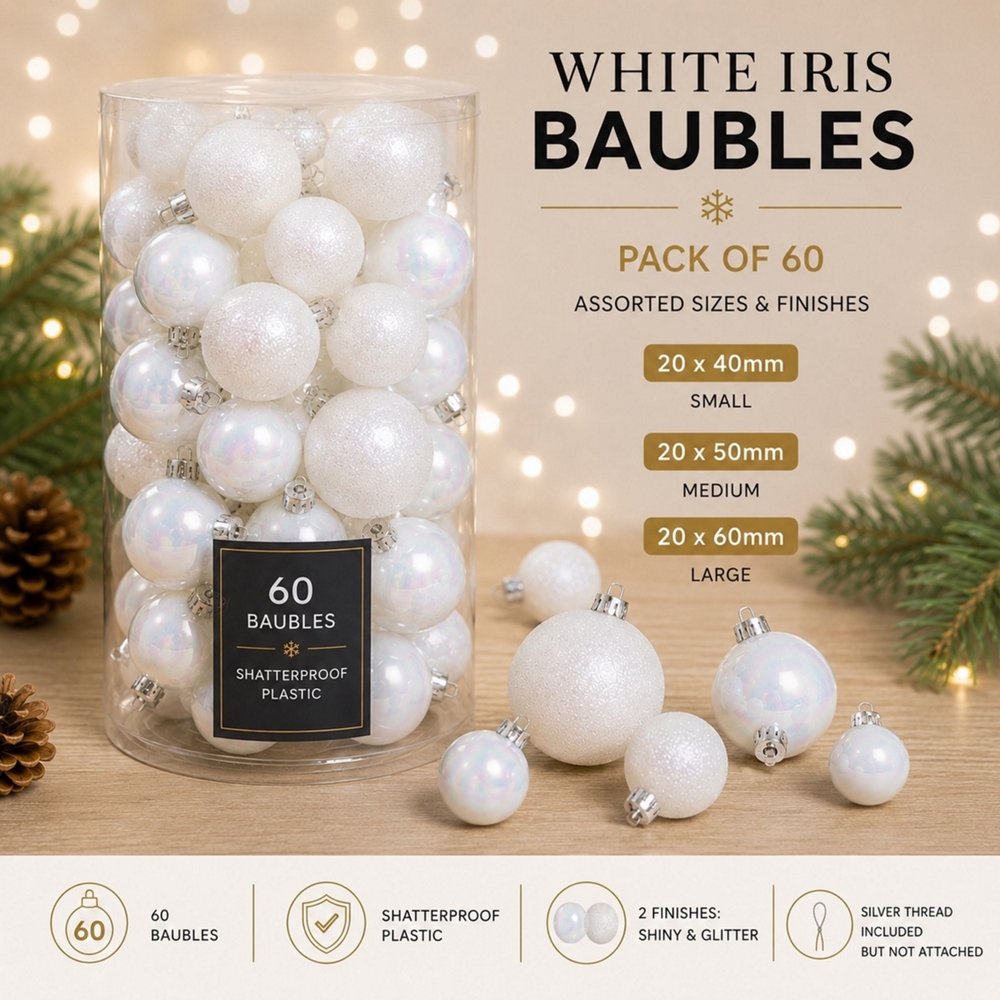 WHITE IRIS
BAUBLES
PACK OF 60
ASSORTED SIZES & FINISHES
20 x 40mm
SMALL
20 x 50mm
MEDIUM
20 x 60mm
LARGE
60
BAUBLES
SHATTERPROOF
PLASTIC
60
60
BAUBLES
SHATTERPROOF
PLASTIC
2 FINISHES:
SHINY & GLITTER
SILVER THREAD
INCLUDED
BUT NOT ATTACHED